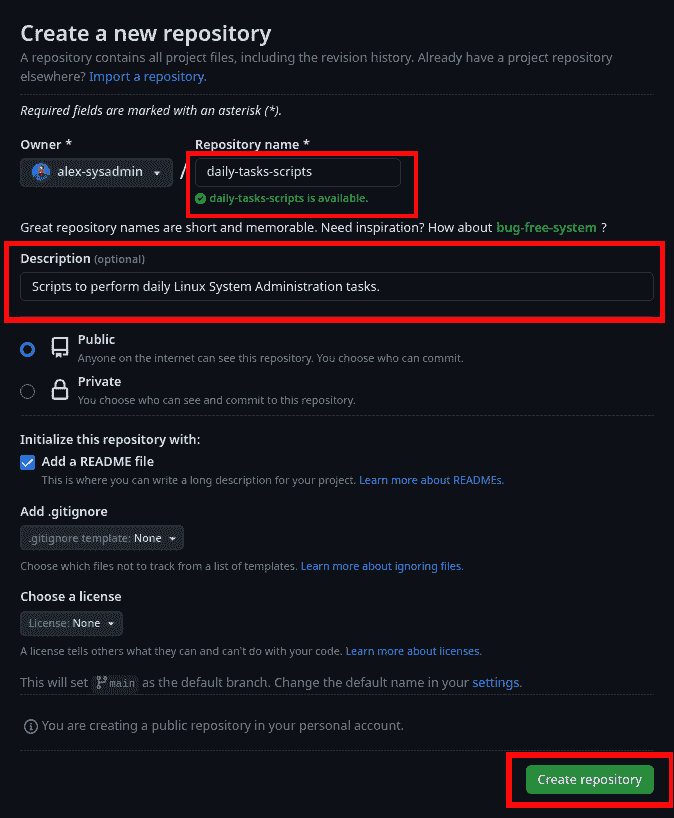 Create a new repository
A repository contains all project files, including the revision history. Already have a project repository
elsewhere? Import a repository.
Required fields are marked with an asterisk (*).
Owner *
Repository name *
alex-sysadmin
/
daily-tasks-scripts
daily-tasks-scripts is available.
Great repository names are short and memorable. Need inspiration? How about bug-free-system ?
Description (optional)
Scripts to perform daily Linux System Administration tasks.
Public
Anyone on the internet can see this repository. You choose who can commit.
Private
You choose who can see and commit to this repository.
Initialize this repository with:
Add a README file
This is where you can write a long description for your project. Learn more about READMEs.
Add .gitignore
.gitignore template: None
Choose which files not to track from a list of templates. Learn more about ignoring files.
Choose a license
License: None
A license tells others what they can and can't do with your code. Learn more about licenses.
This will set main as the default branch. Change the default name in your settings.
You are creating a public repository in your personal account.
Create repository